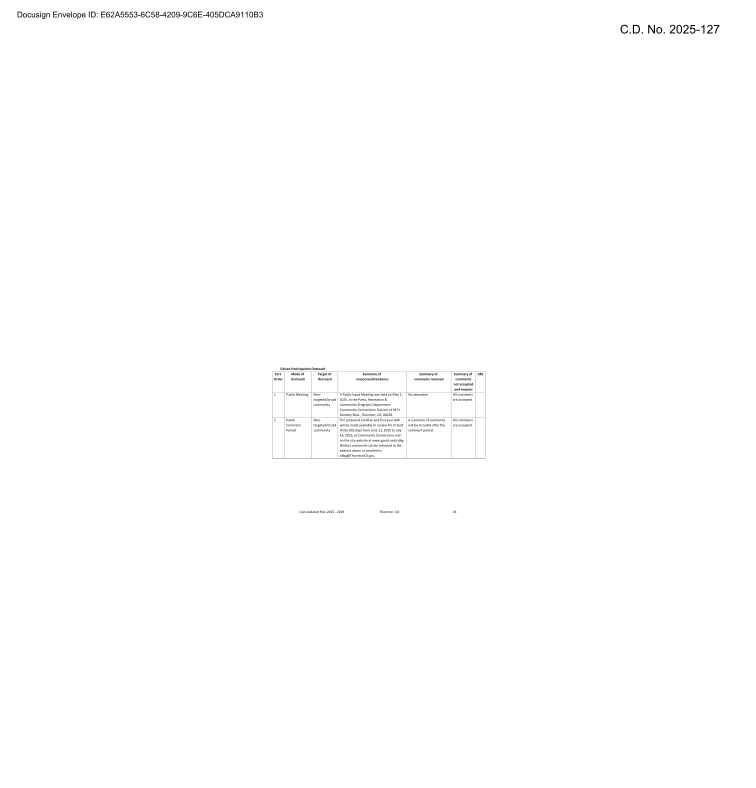 Docusign Envelope ID: E62A5553-6C58-4209-9C6E-405DCA9110B3
C.D. No. 2025-127
Citizen Participation Outreach
Sort Order | Mode of Outreach | Target of Outreach | Summary of response/attendance | Summary of comments received | Summary of comments not accepted and reasons | URL
1 | Public Meeting | Non-targeted/broad community | A Public Input Meeting was held on May 1, 2025, at the Parks, Recreation & Community Programs Department - Community Connections Division at 9471 Dorothy Blvd., Thornton, CO, 80229. | No attendees | All comments are accepted.
2 | Public Comment Period | Non-targeted/broad community | The proposed ConPlan and first year AAP will be made available to review for at least thirty (30) days from June 13, 2025 to July 14, 2025, at Community Connections and on the city website at Written comments can be returned to the address above or emailed to cdbg@ThorntonCO.gov. | A summary of comments will be included after the comment period. | All comments are accepted.
Consolidated Plan 2025 - 2029
Thornton, CO